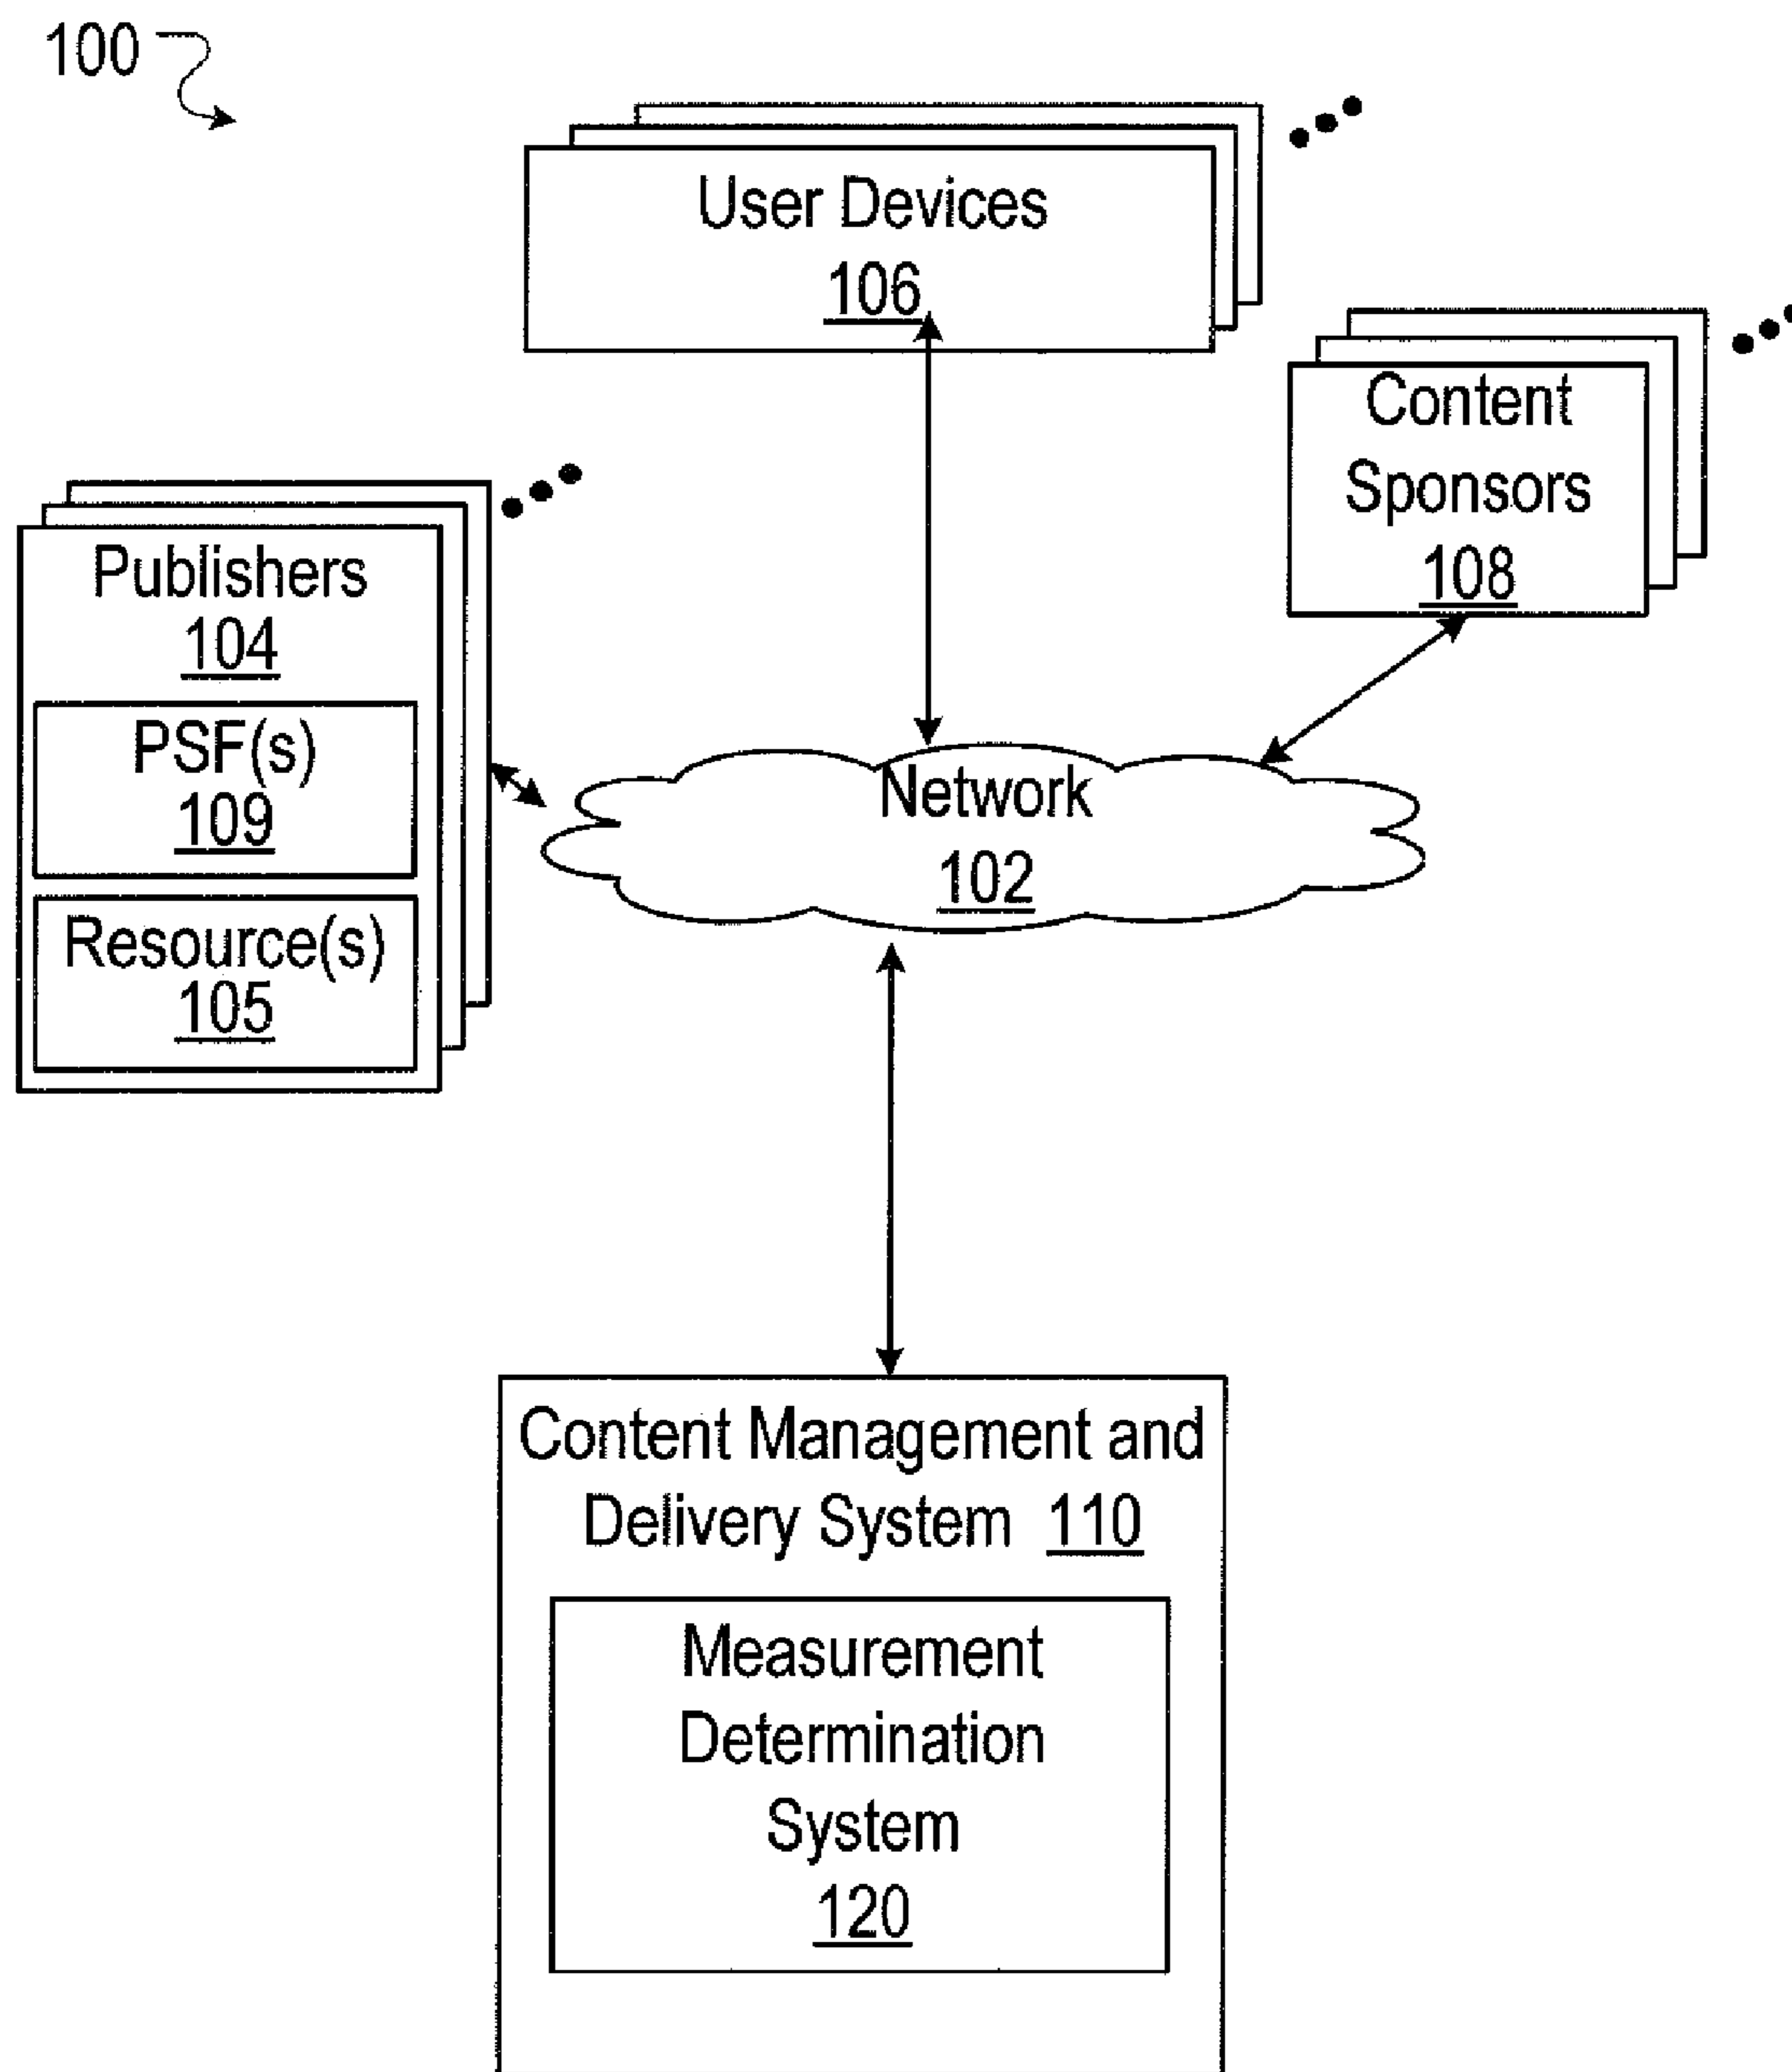 100
User Devices
106
Content
Sponsors
108
Publishers
104
PSF(s)
109
Resource(s)
105
Network
102
Content Management and
Delivery System 110
Measurement
Determination
System
120